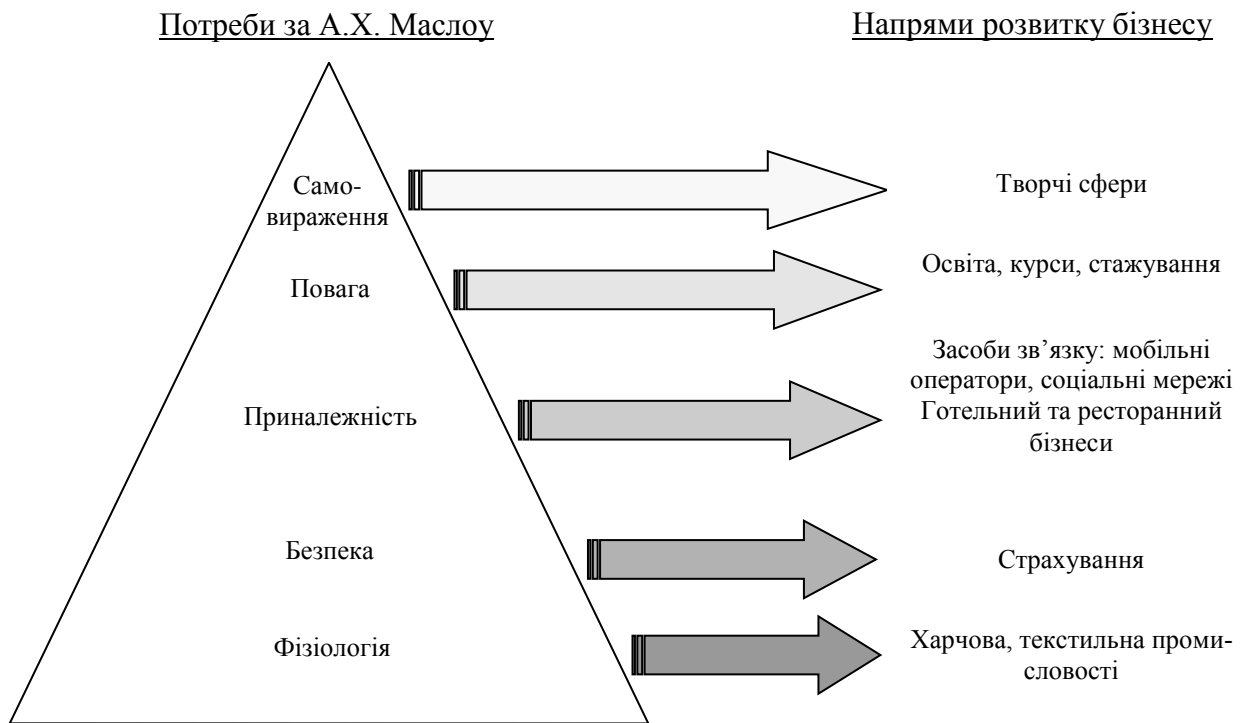 Потреби за А.Х. Маслоу
Напрями розвитку бізнесу
Само-
вираження
Творчі сфери
Повага
Освіта, курси, стажування
Приналежність
Засоби зв’язку: мобільні
оператори, соціальні мережі
Готельний та ресторанний
бізнеси
Безпека
Страхування
Фізіологія
Харчова, текстильна проми-
словості